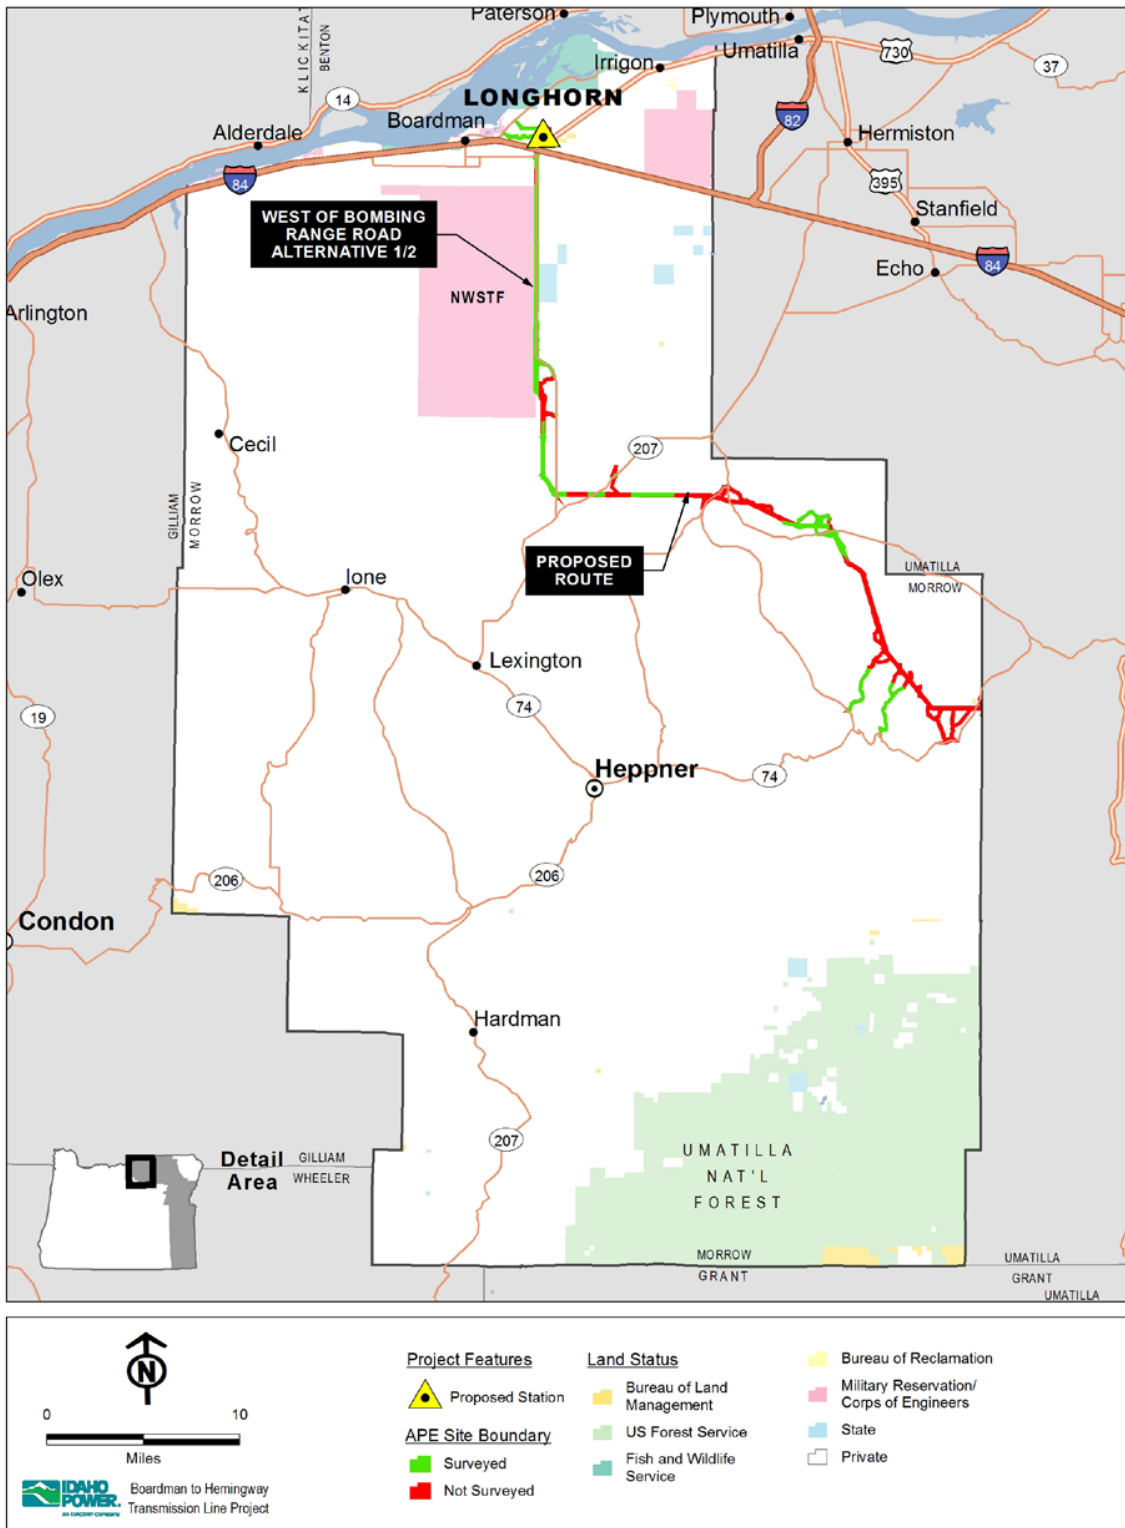 Paterson
Plymouth
KLICKITAT
BENTON
Umatilla
730
Irrigon
37
14
LONGHORN
82
Boardman
Alderdale
Hermiston
84
395
WEST OF BOMBING
RANGE ROAD
ALTERNATIVE 1/2
Stanfield
84
Echo
NWSTF
Arlington
Cecil
207
GILLIAM
MORROW
PROPOSED
ROUTE
UMATILLA
MORROW
Olex
Ione
Lexington
74
19
Heppner
74
206
206
Condon
Hardman
207
UMATILLA
NAT'L
FOREST
Detail
Area
GILLIAM
WHEELER
MORROW
GRANT
UMATILLA
GRANT
UMATILLA
N
0 10
Miles
IDAHO
POWER.
An IDACORP Company
Boardman to Hemingway
Transmission Line Project
Project Features
Proposed Station
APE Site Boundary
Surveyed
Not Surveyed
Land Status
Bureau of Land
Management
US Forest Service
Fish and Wildlife
Service
Bureau of Reclamation
Military Reservation/
Corps of Engineers
State
Private